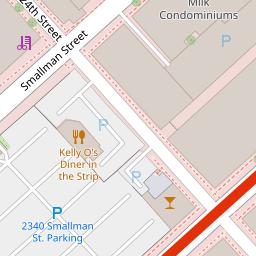 24th Street
Milk
Condominiums
P
Smallman Street
P
Kelly O's
Diner in
the Strip
P
P
2340 Smallman
St. Parking